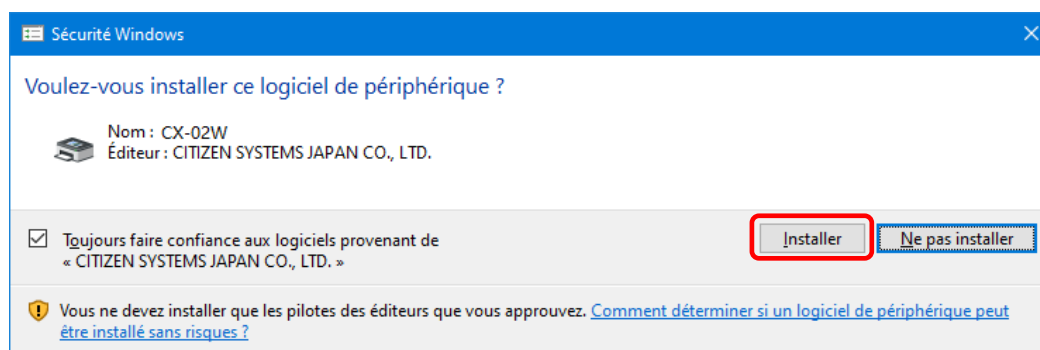 Sécurité Windows
Voulez-vous installer ce logiciel de périphérique ?
Nom : CX-02W
Éditeur : CITIZEN SYSTEMS JAPAN CO., LTD.
Toujours faire confiance aux logiciels provenant de
« CITIZEN SYSTEMS JAPAN CO., LTD. »
Installer
Ne pas installer
Vous ne devez installer que les pilotes des éditeurs que vous approuvez. Comment déterminer si un logiciel de périphérique peut
être installé sans risques ?